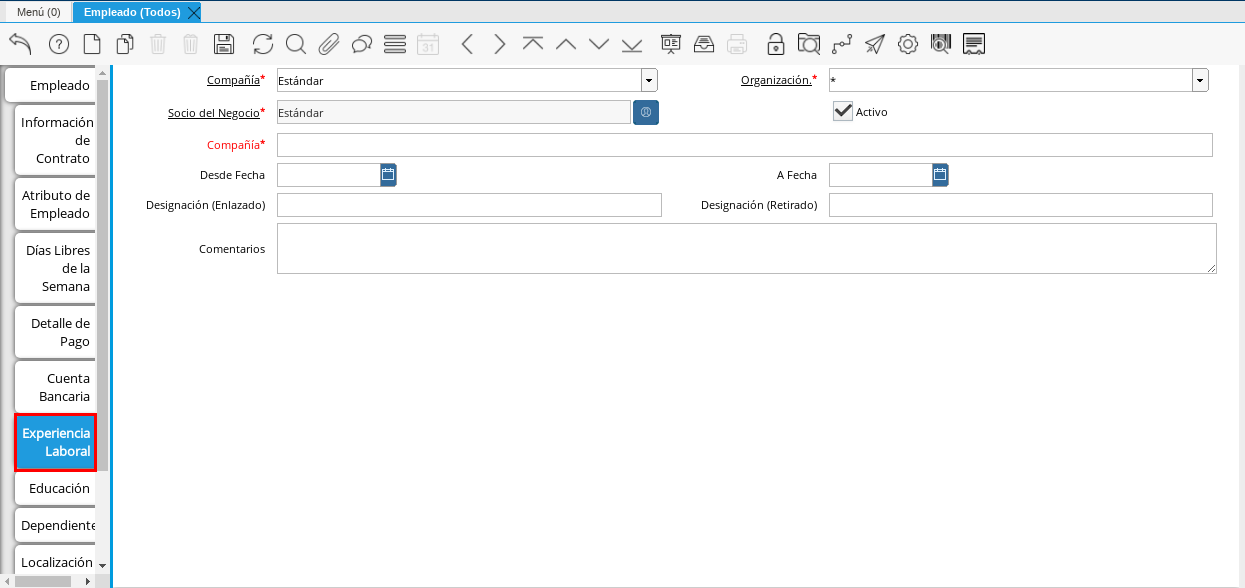 Menú (0)
Empleado (Todos)
31
Empleado
Información
de
Contrato
Atributo de
Empleado
Días Libres
de la
Semana
Detalle de
Pago
Cuenta
Bancaria
Experiencia
Laboral
Educación
Dependiente
Localización
Compañía* Estándar Organización.* *
Socio del Negocio* Estándar Activo
Compañía*
Desde Fecha A Fecha
Designación (Enlazado) Designación (Retirado)
Comentarios